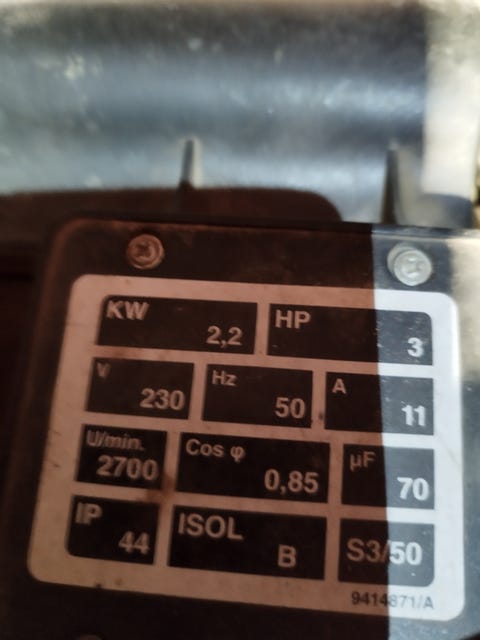 KW 2,2 HP 3
V 230 Hz 50 A 11
U/min. 2700 Cos φ 0,85 µF 70
IP 44 ISOL B S3/50
9414871/A